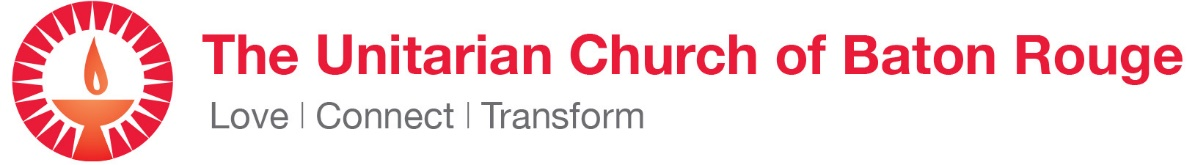 The Unitarian Church of Baton Rouge
Love | Connect | Transform